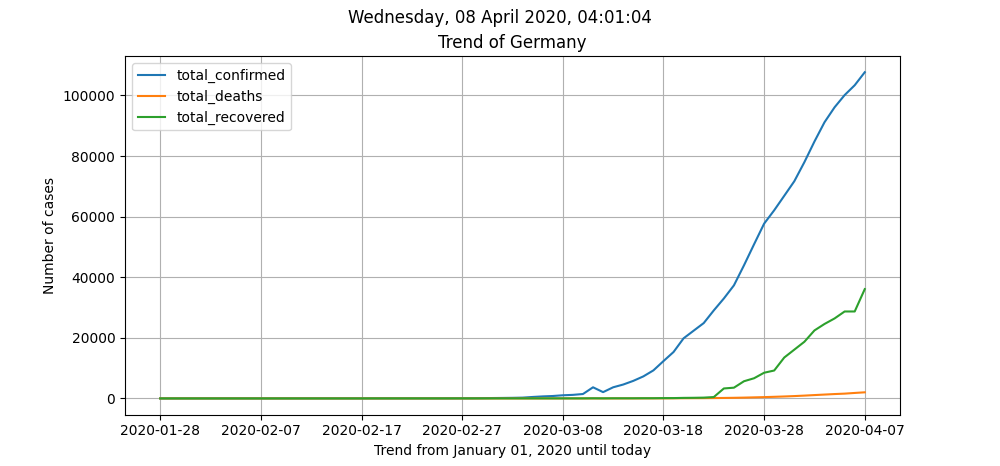 Wednesday, 08 April 2020, 04:01:04
Trend of Germany
total_confirmed
total_deaths
total_recovered
Number of cases
100000
80000
60000
40000
20000
0
2020-01-28 2020-02-07 2020-02-17 2020-02-27 2020-03-08 2020-03-18 2020-03-28 2020-04-07
Trend from January 01, 2020 until today